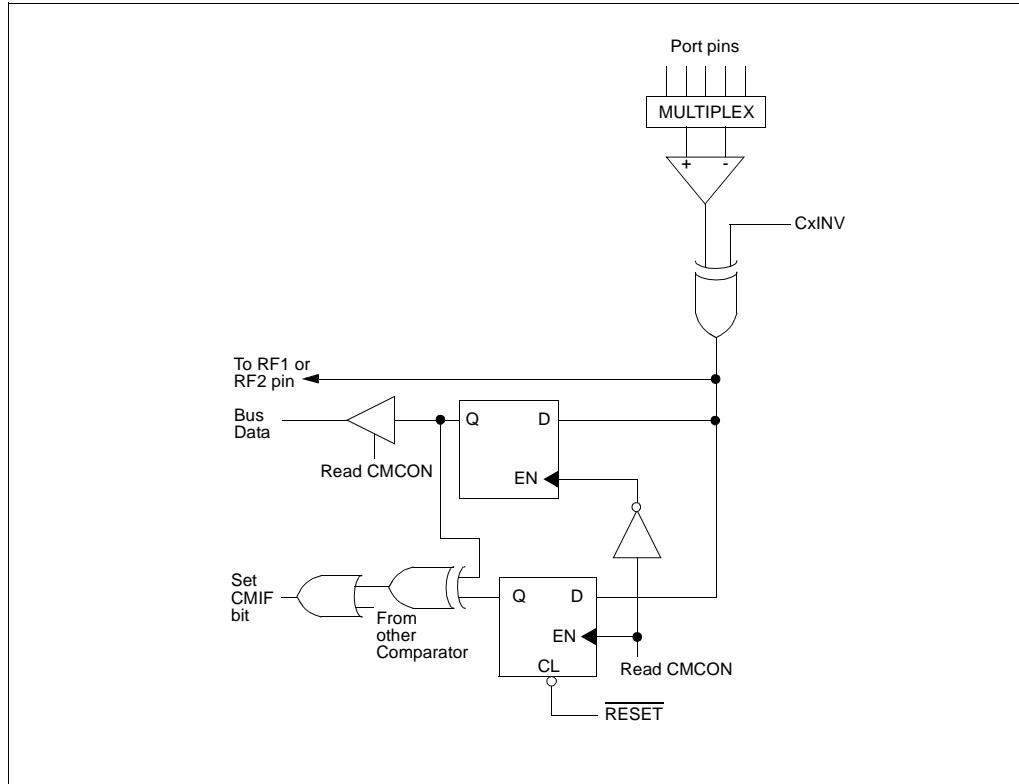 Port pins
MULTIPLEX
+ -
CxINV
To RF1 or
RF2 pin
Bus
Data
Q D
Read CMCON
EN
Set
CMIF
bit
Q D
From
other
Comparator
EN
CL
Read CMCON
RESET